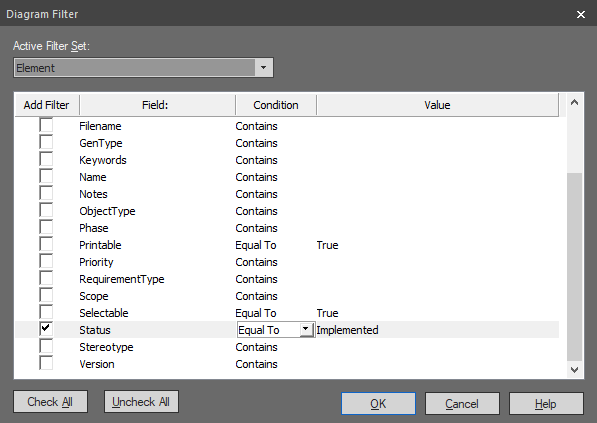 Diagram Filter
Active Filter Set:
Element
Add Filter Field: Condition Value
Filename Contains
GenType Contains
Keywords Contains
Name Contains
Notes Contains
ObjectType Contains
Phase Contains
Printable Equal To True
Priority Contains
RequirementType Contains
Scope Contains
Selectable Equal To True
Status Equal To Implemented
Stereotype Contains
Version Contains
Check All Uncheck All OK Cancel Help